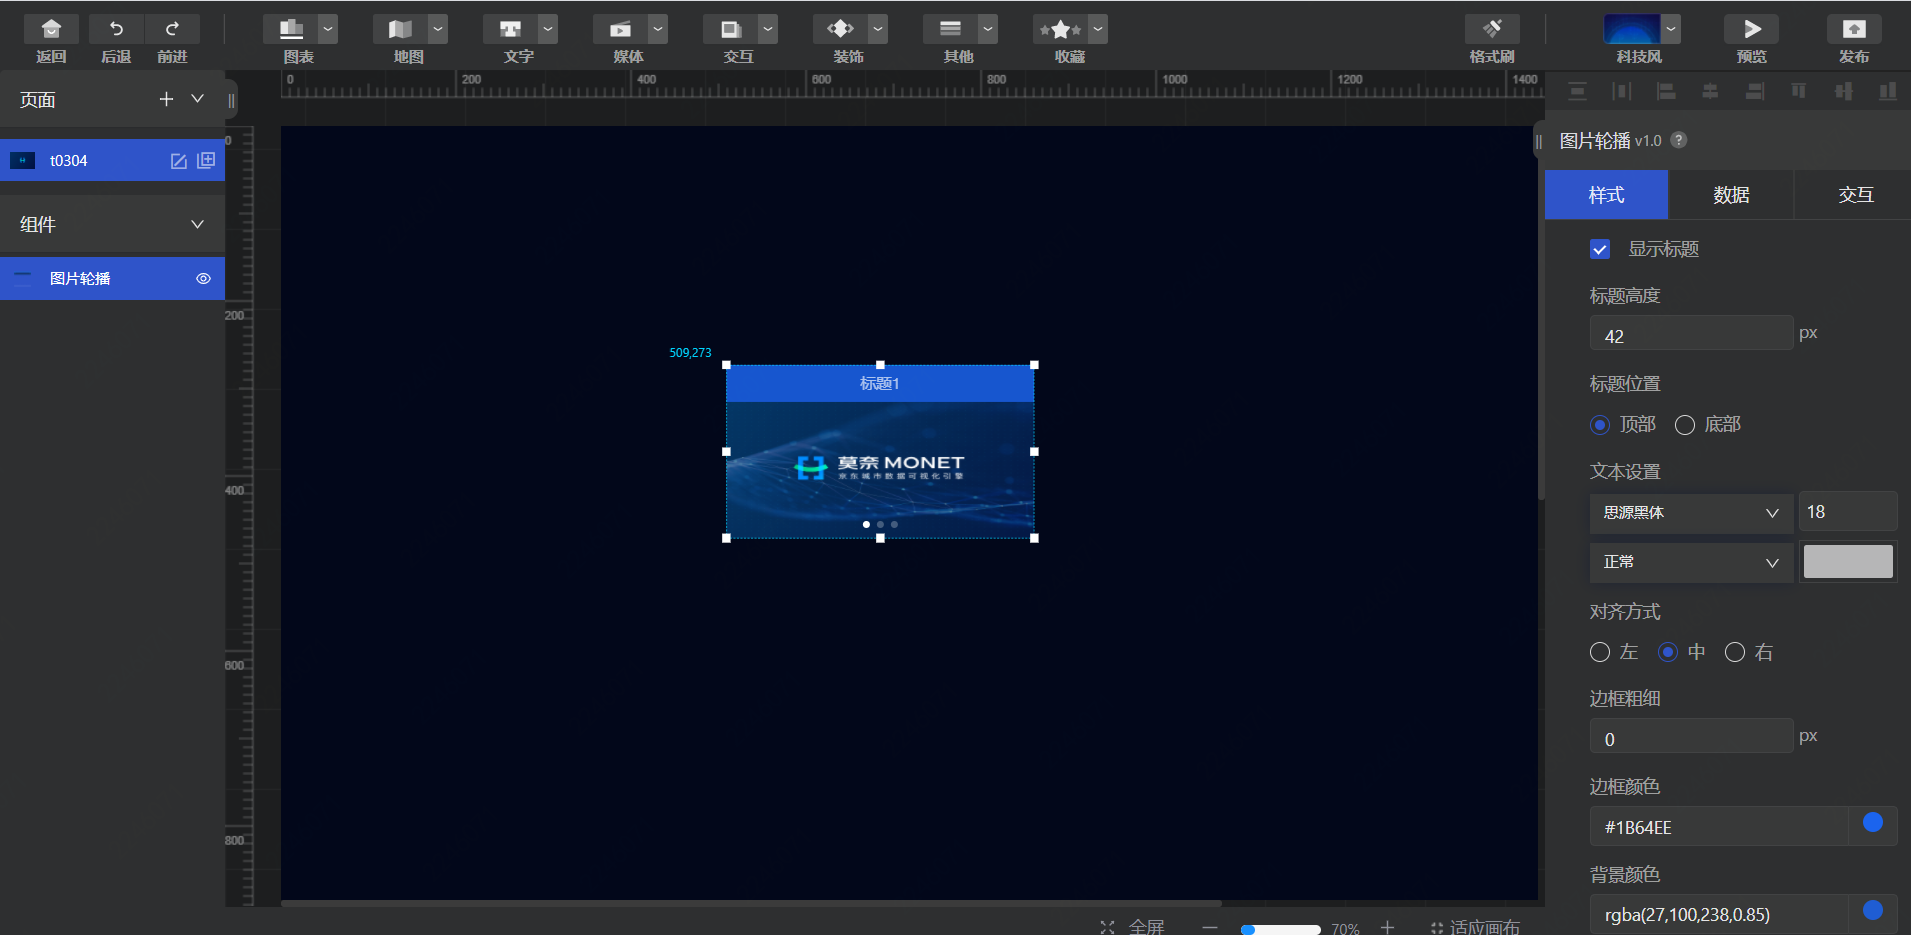 返回 后退 前进 图表 地图 文字 媒体 交互 装饰 其他 收藏 格式刷 科技风 预览 发布
0 200 400 600 800 1000 1200 1400
页面
t0304
组件
图片轮播
0
200
400
600
800
509,273
标题1
莫奈 MONET
京东城市数据可视化引擎
图片轮播 v1.0 ?
样式 数据 交互
显示标题
标题高度
42 px
标题位置
顶部 底部
文本设置
思源黑体 18
正常
对齐方式
左 中 右
边框粗细
0 px
边框颜色
#1B64EE
背景颜色
rgba(27,100,238,0.85)
全屏 70% 适应画布